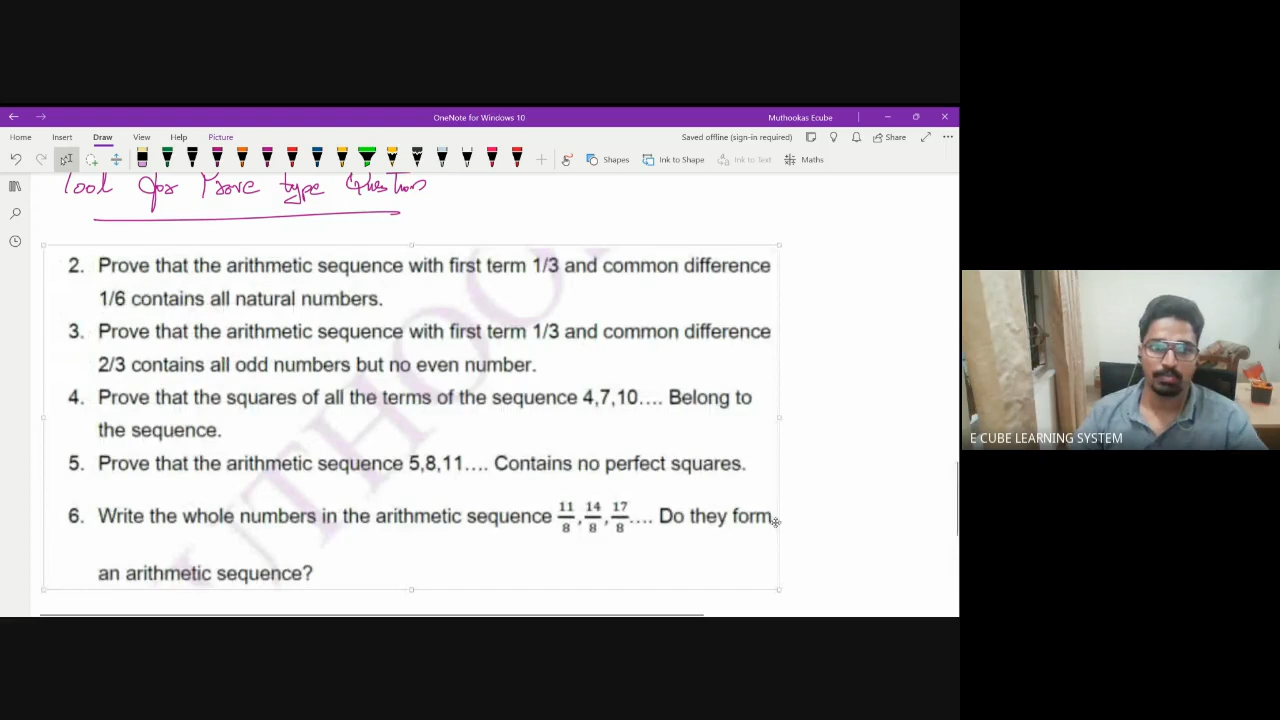 OneNote for Windows 10
Muthookas Ecube
Home Insert Draw View Help Picture
Saved offline (sign-in required) Share
Shapes Ink to Shape Ink to Text Maths
Tool for Prove type Questions
2. Prove that the arithmetic sequence with first term 1/3 and common difference
1/6 contains all natural numbers.
3. Prove that the arithmetic sequence with first term 1/3 and common difference
2/3 contains all odd numbers but no even number.
4. Prove that the squares of all the terms of the sequence 4,7,10…. Belong to
the sequence.
5. Prove that the arithmetic sequence 5,8,11…. Contains no perfect squares.
6. Write the whole numbers in the arithmetic sequence 11/8, 14/8, 17/8 …. Do they form
an arithmetic sequence?
UTHOO
E CUBE LEARNING SYSTEM